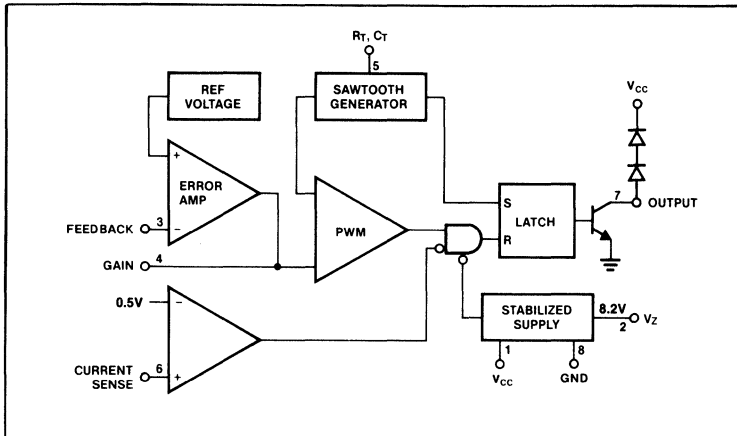 RT, CT
5
REF
VOLTAGE
SAWTOOTH
GENERATOR
VCC
+
ERROR
AMP
7
OUTPUT
S
LATCH
R
PWM
FEEDBACK
3
−
GAIN
4
0.5V
−
STABILIZED
SUPPLY
8.2V
2
VZ
CURRENT
SENSE
6
+
1
8
VCC
GND